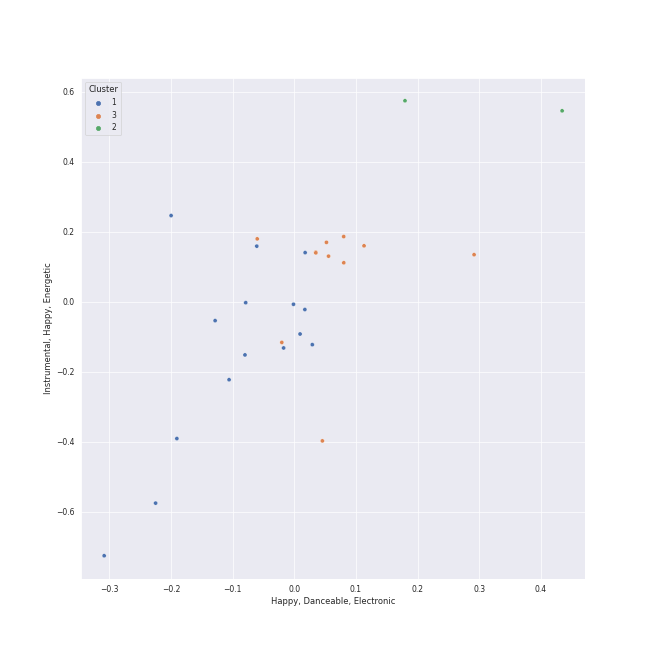 Cluster
1
3
2
0.6
0.4
0.2
0.0
−0.2
−0.4
−0.6
Instrumental, Happy, Energetic
−0.3 −0.2 −0.1 0.0 0.1 0.2 0.3 0.4
Happy, Danceable, Electronic